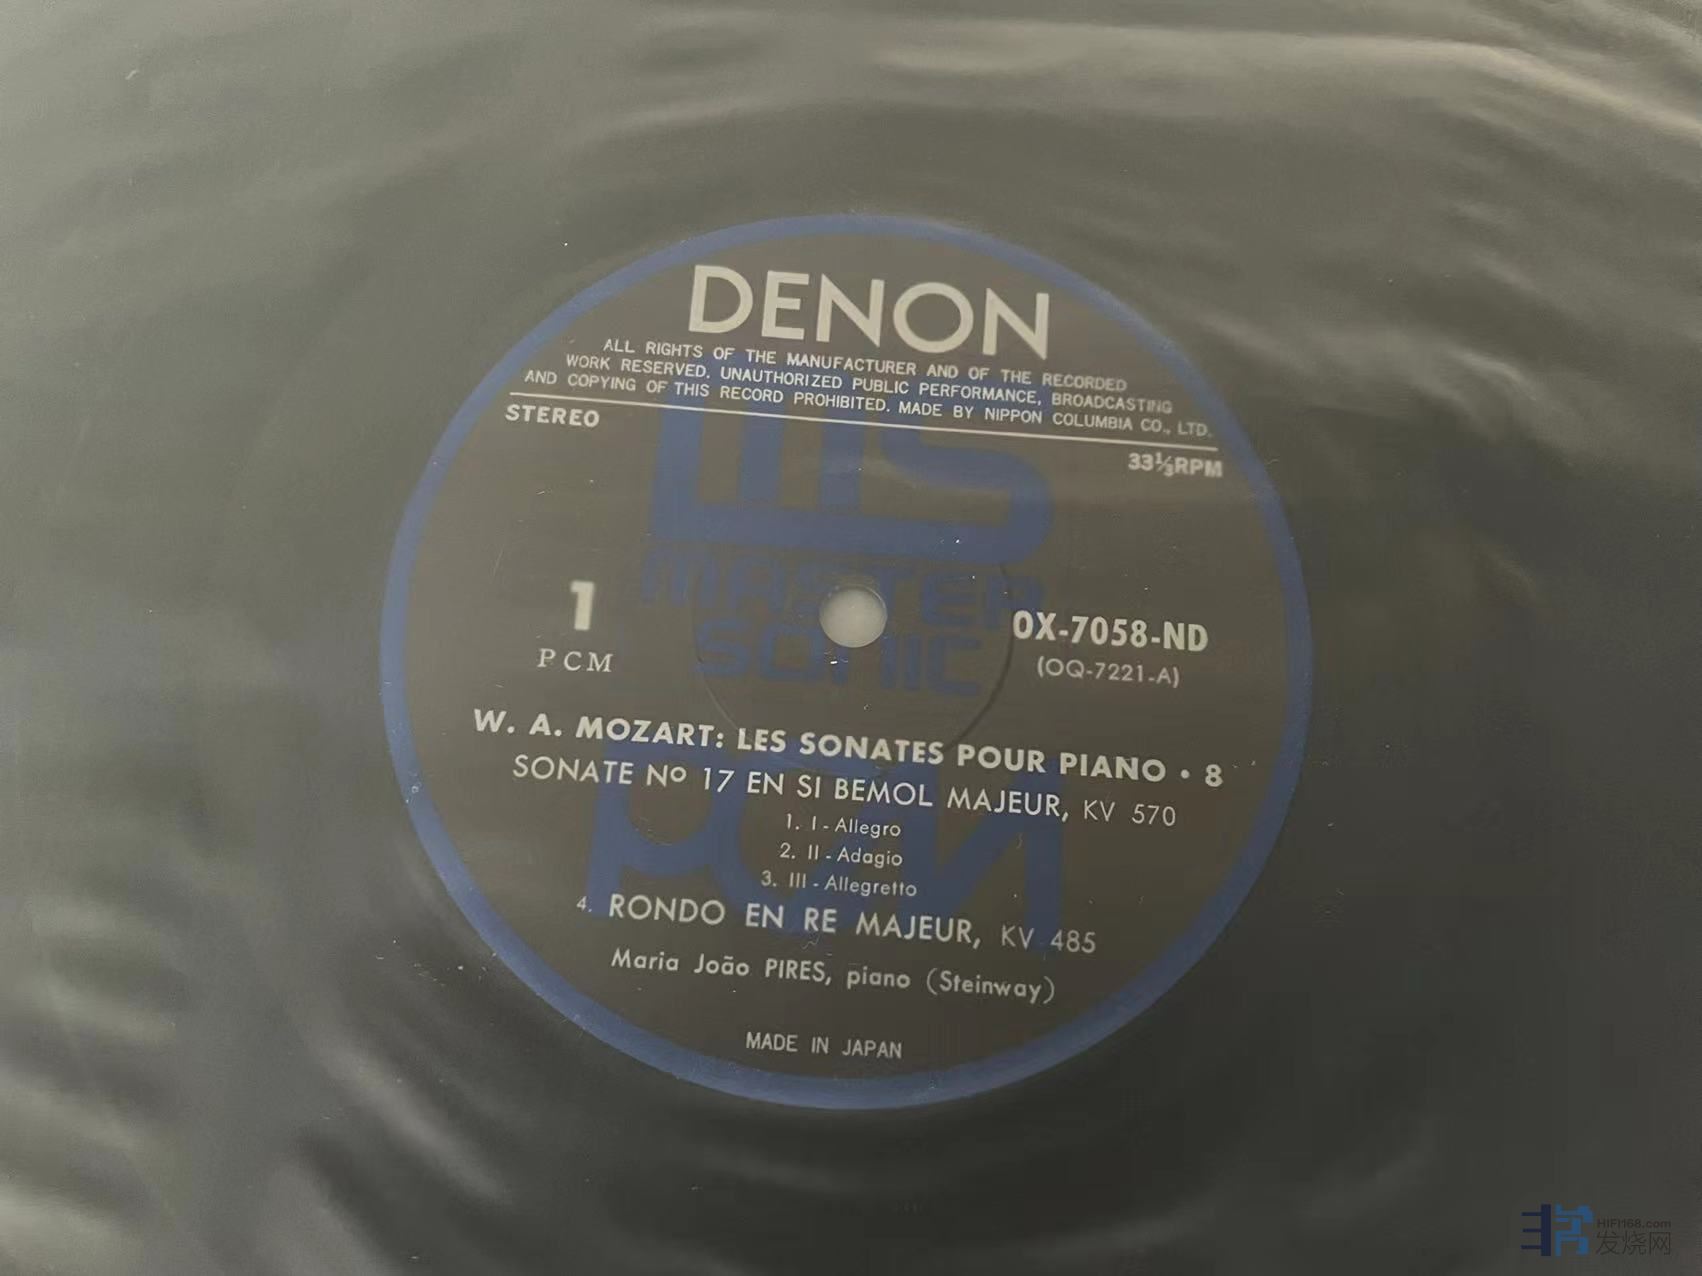 DENON
ALL RIGHTS OF THE MANUFACTURER AND OF THE RECORDED
WORK RESERVED. UNAUTHORIZED PUBLIC PERFORMANCE, BROADCASTING
AND COPYING OF THIS RECORD PROHIBITED. MADE BY NIPPON COLUMBIA CO., LTD.
STEREO
33⅓RPM
MS
MASTER
SONIC
1
PCM
OX-7058-ND
(OQ-7221-A)
W. A. MOZART: LES SONATES POUR PIANO • 8
SONATE Nº 17 EN SI BEMOL MAJEUR, KV 570
1. I - Allegro
2. II - Adagio
3. III - Allegretto
4. RONDO EN RE MAJEUR, KV 485
PCM
Maria João PIRES, piano (Steinway)
MADE IN JAPAN
HIFI168.com
发烧网